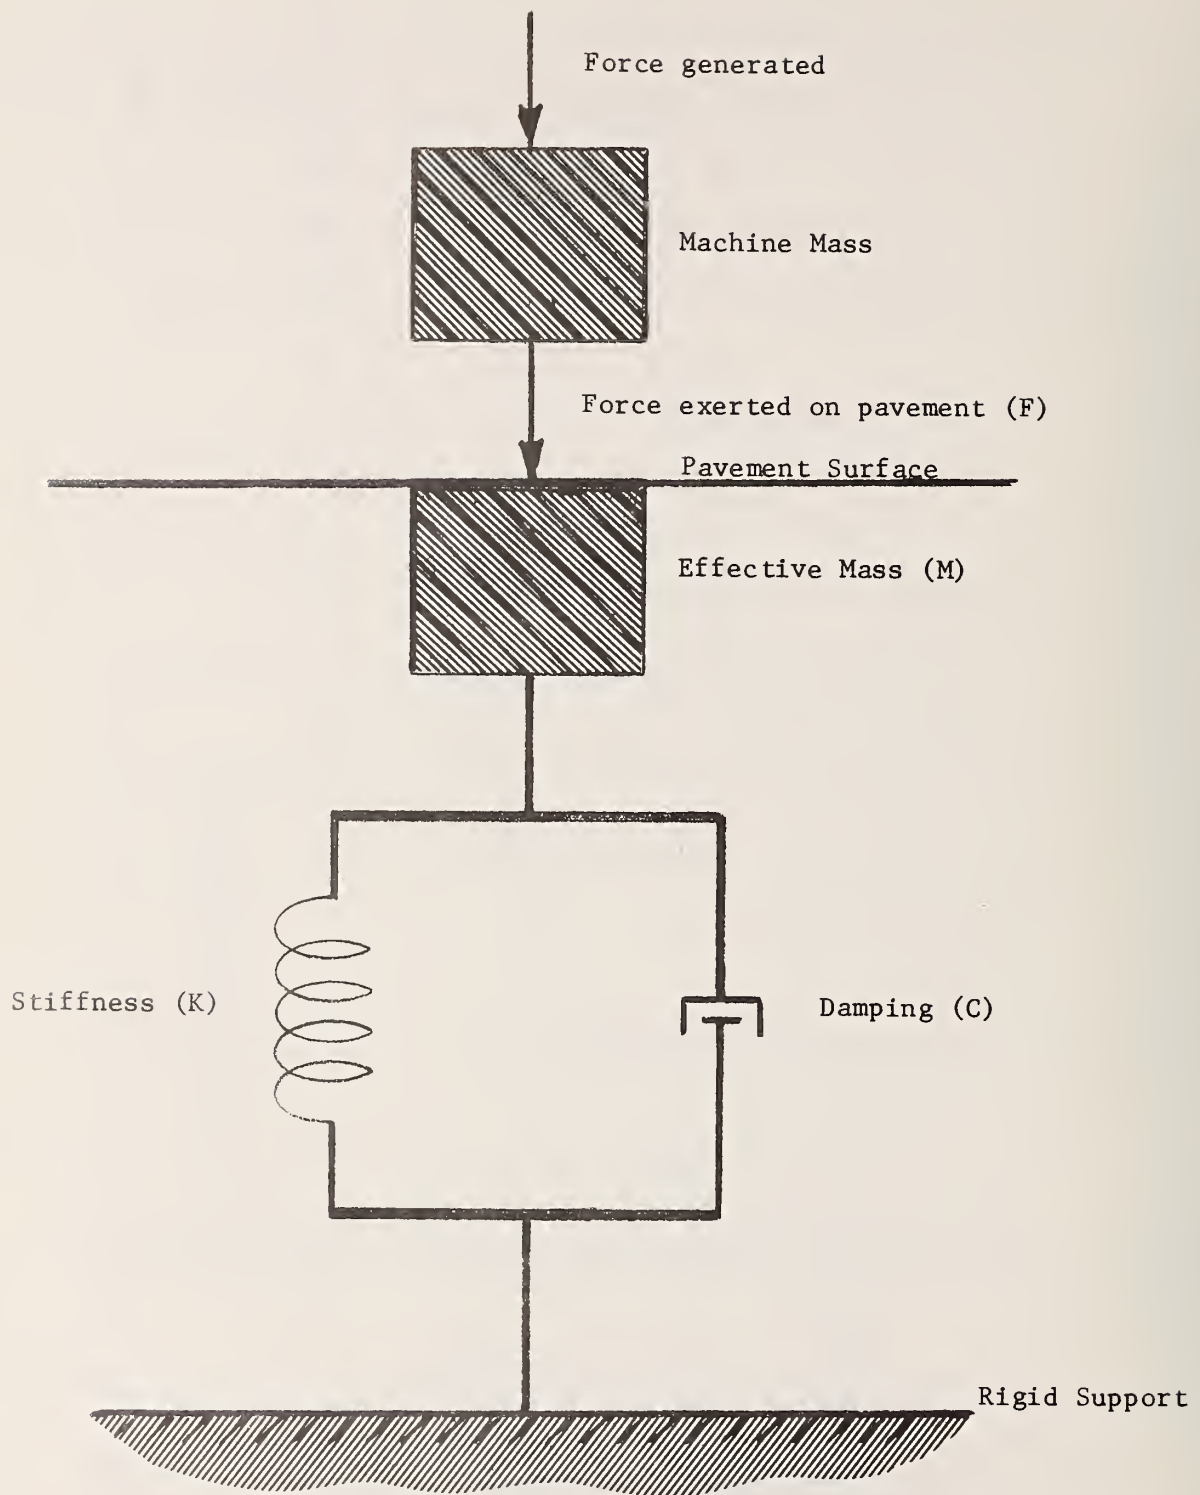 Force generated
Machine Mass
Force exerted on pavement (F)
Pavement Surface
Effective Mass (M)
Stiffness (K)
Damping (C)
Rigid Support